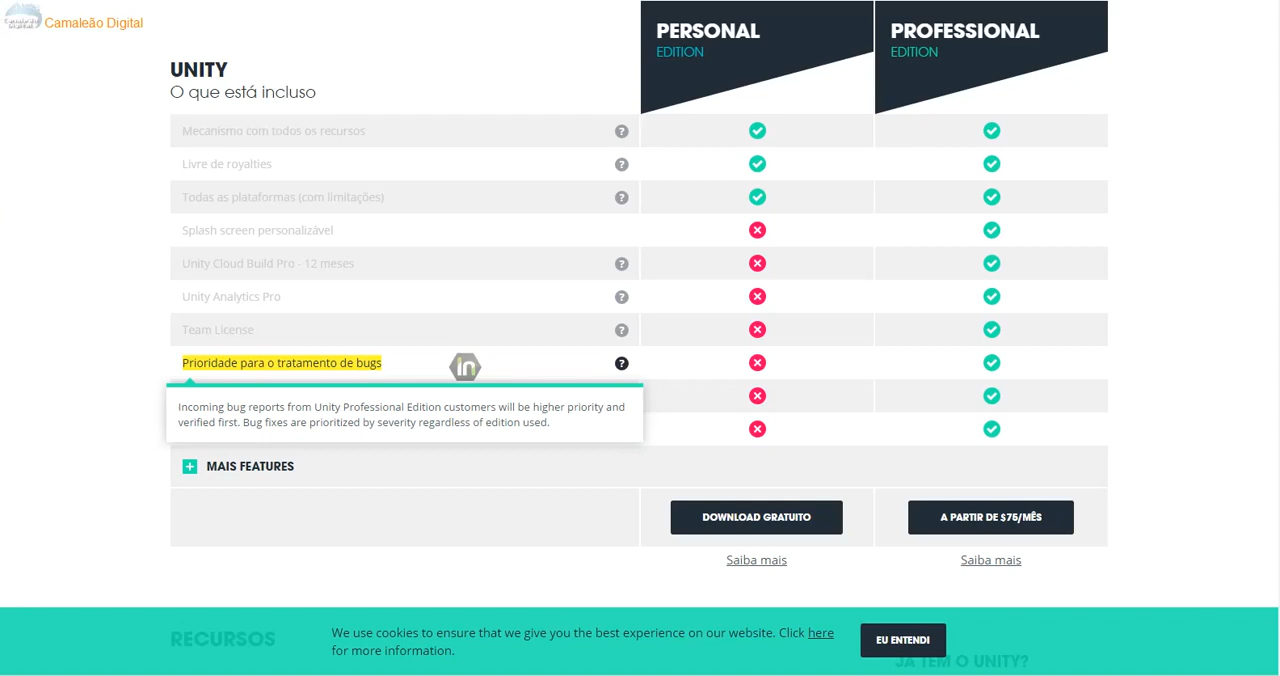 Camaleão Digital
PERSONAL
EDITION
PROFESSIONAL
EDITION
UNITY
O que está incluso
Mecanismo com todos os recursos ?
Livre de royalties ?
Todas as plataformas (com limitações) ?
Splash screen personalizável
Unity Cloud Build Pro - 12 meses ?
Unity Analytics Pro ?
Team License ?
Prioridade para o tratamento de bugs in ?
Incoming bug reports from Unity Professional Edition customers will be higher priority and
verified first. Bug fixes are prioritized by severity regardless of edition used.
MAIS FEATURES
DOWNLOAD GRATUITO
A PARTIR DE $75/MÊS
Saiba mais
Saiba mais
RECURSOS
We use cookies to ensure that we give you the best experience on our website. Click here
for more information.
EU ENTENDI
JÁ TEM O UNITY?